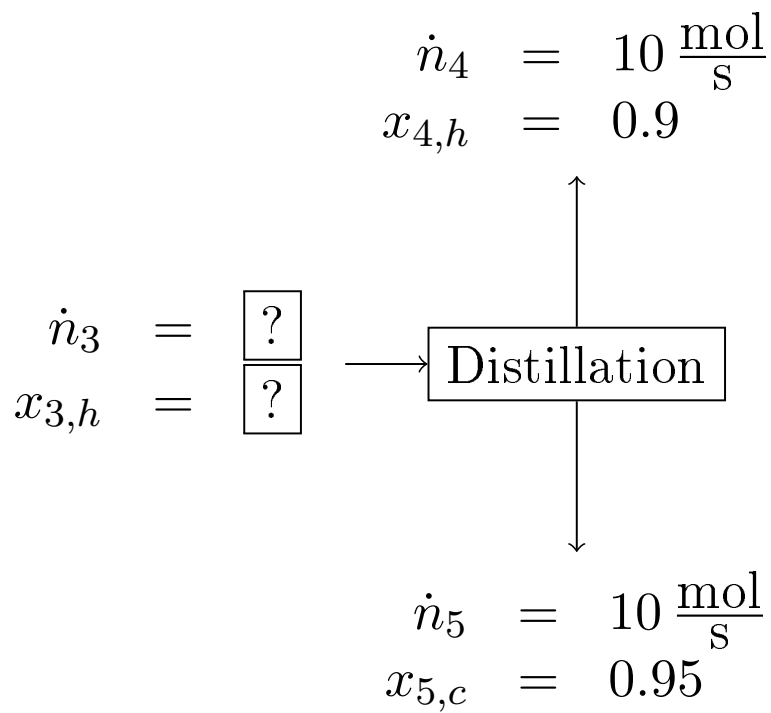 ṅ₄ = 10 mol/s
x₄,ₕ = 0.9
ṅ₃ = ?
x₃,ₕ = ?
Distillation
ṅ₅ = 10 mol/s
x₅,c = 0.95